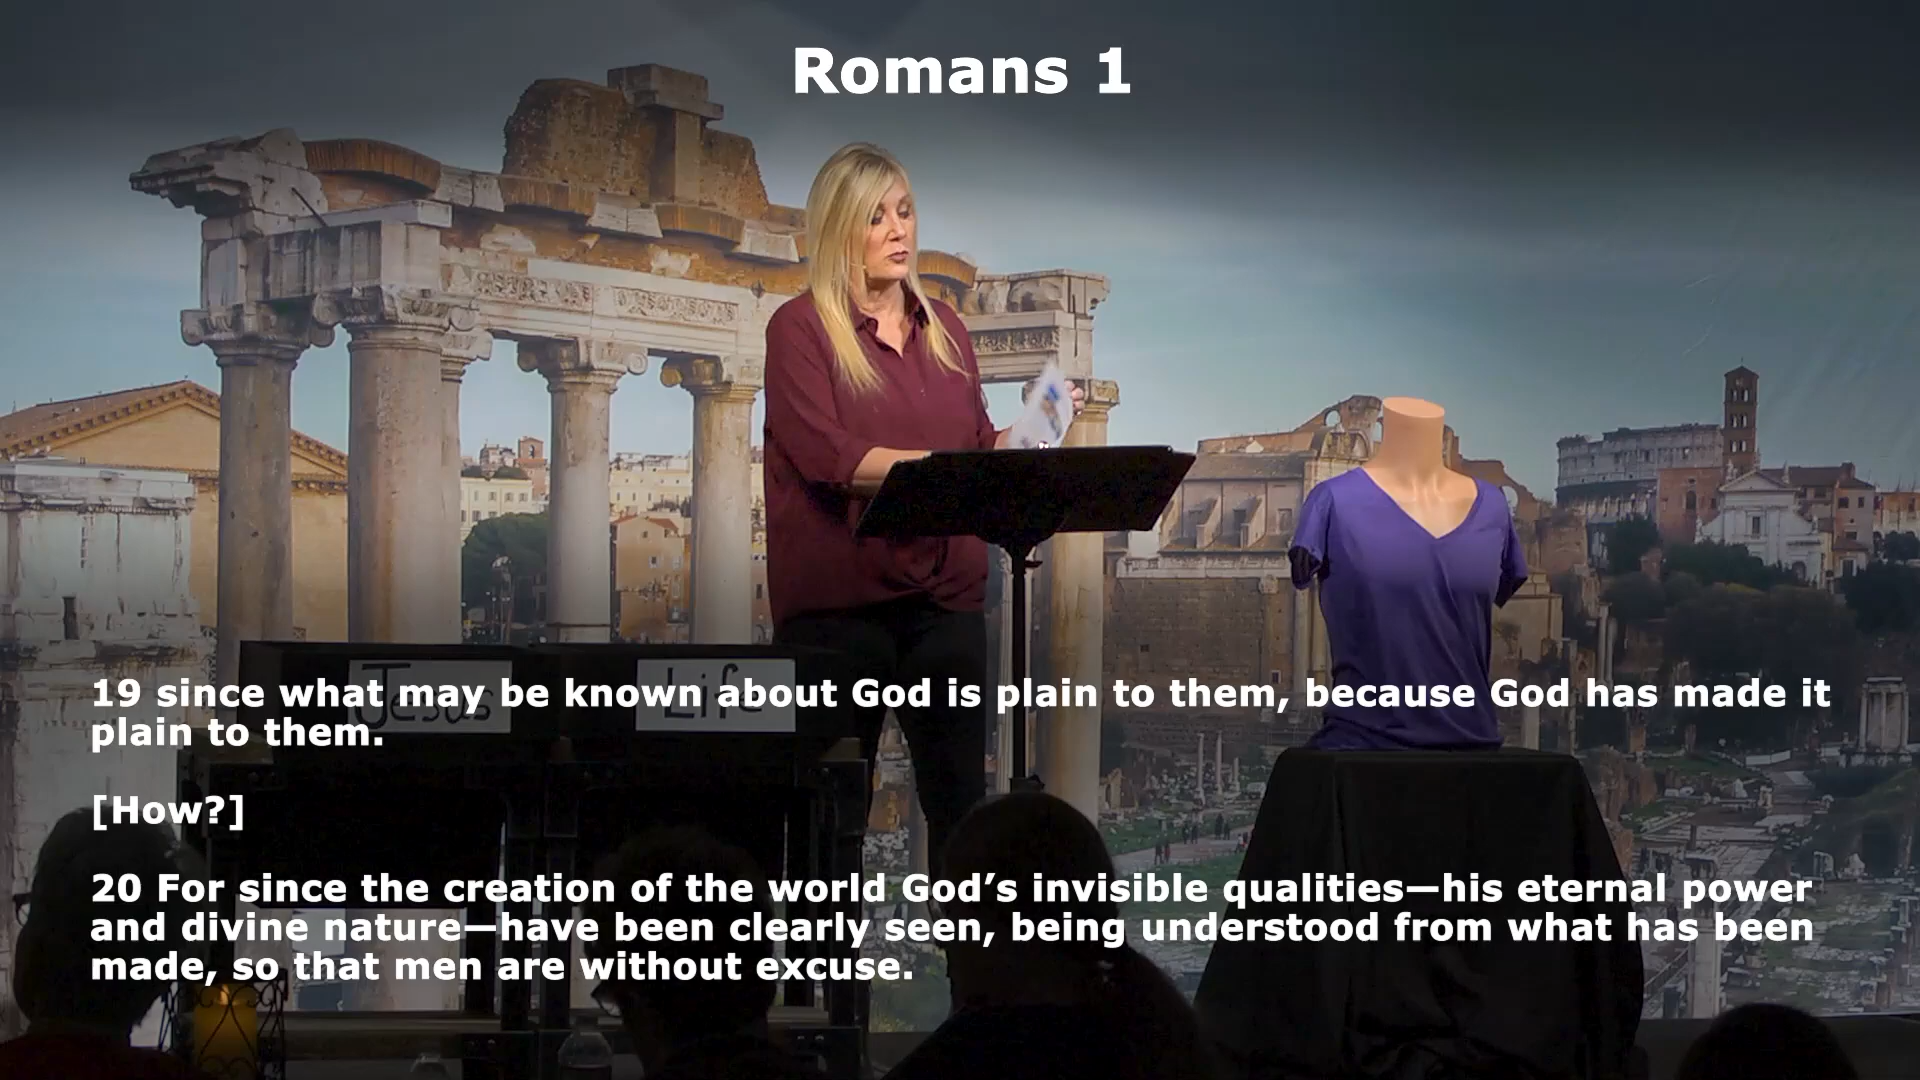 Romans 1
Jesus
Life
19 since what may be known about God is plain to them, because God has made it
plain to them.
[How?]
20 For since the creation of the world God’s invisible qualities—his eternal power
and divine nature—have been clearly seen, being understood from what has been
made, so that men are without excuse.